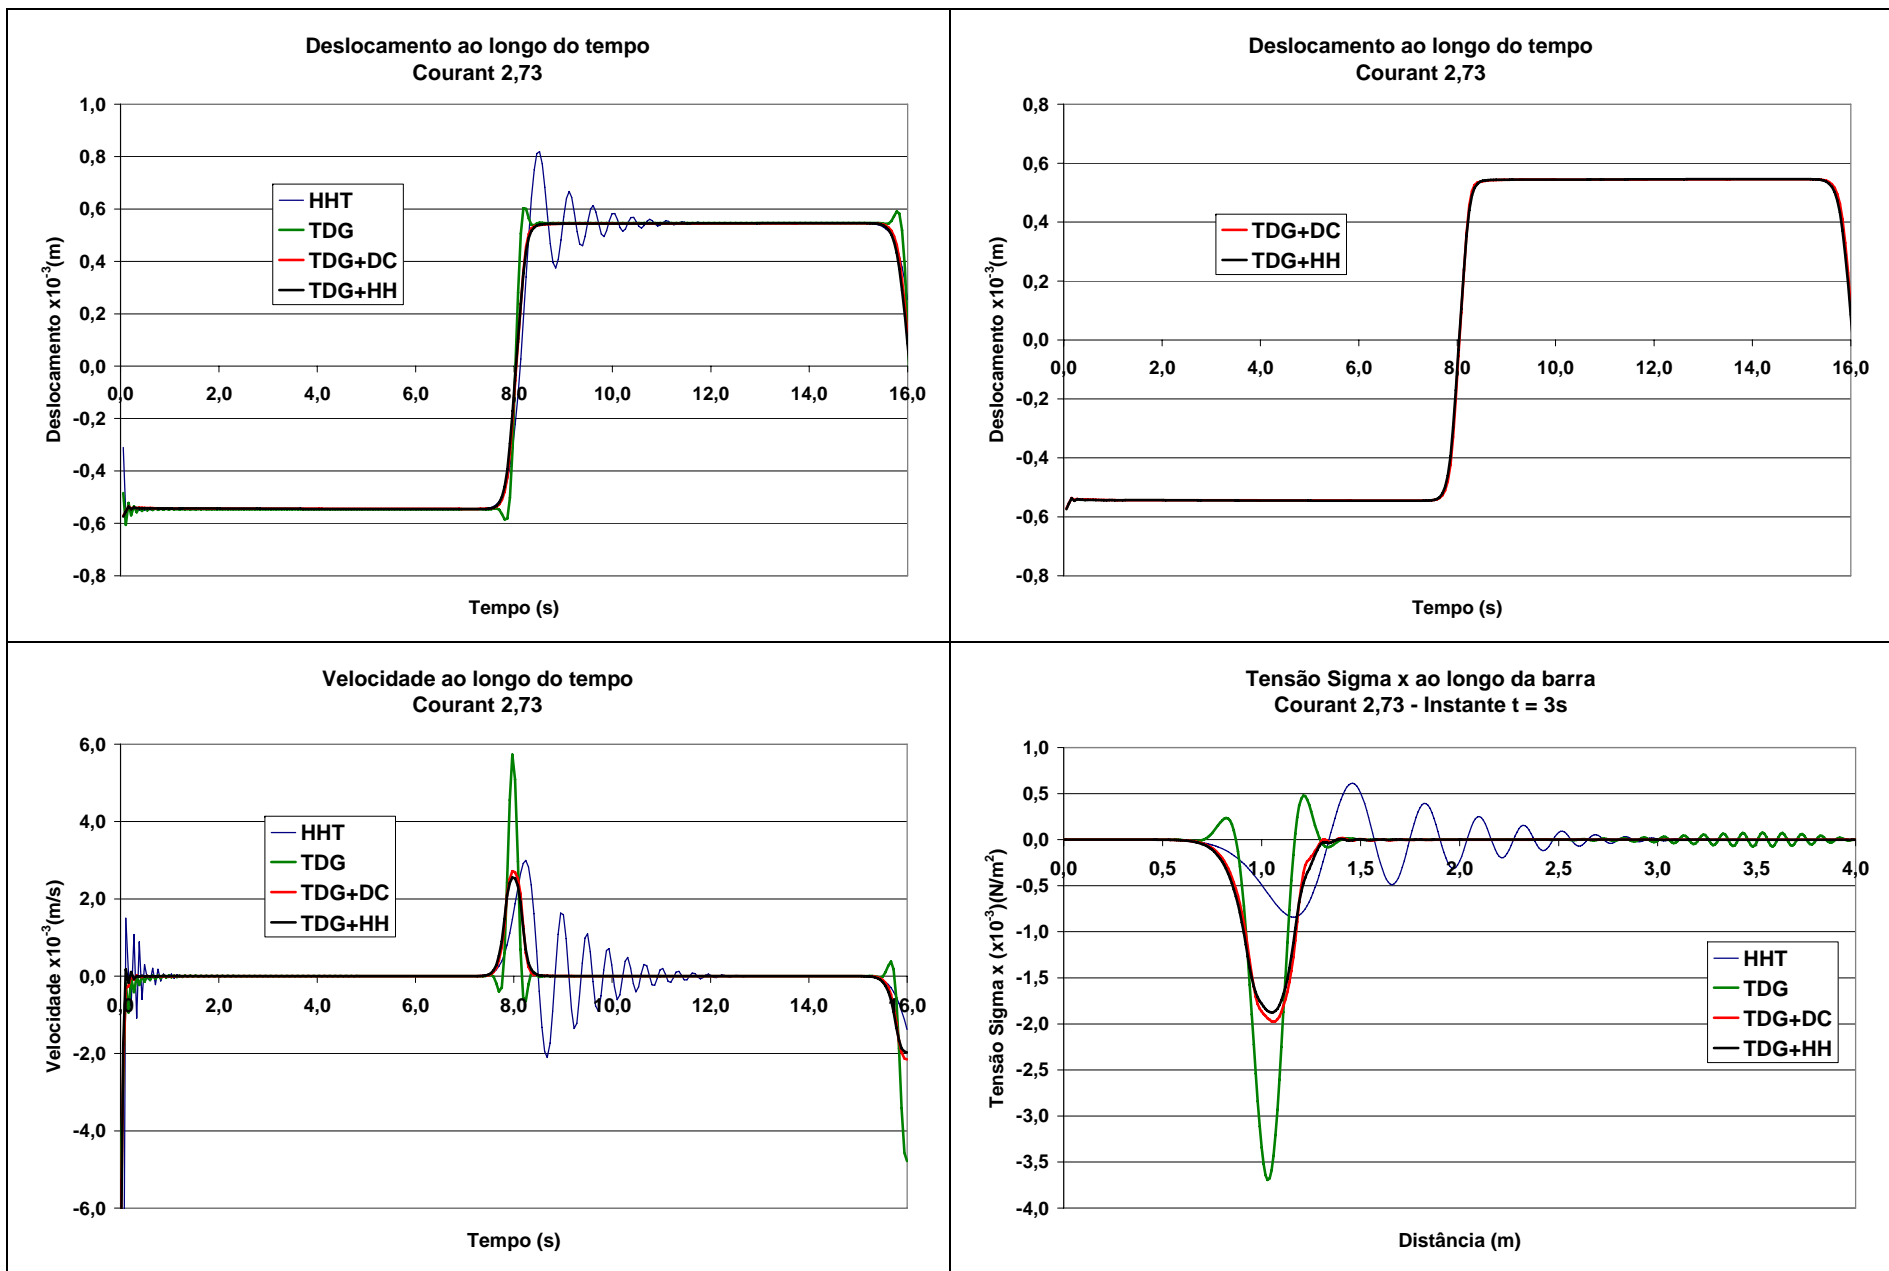 Deslocamento ao longo do tempo
Courant 2,73
1,0
0,8
0,6
0,4
0,2
0,0
-0,2
-0,4
-0,6
-0,8
0,0 2,0 4,0 6,0 8,0 10,0 12,0 14,0 16,0
Deslocamento x10-3(m)
Tempo (s)
HHT
TDG
TDG+DC
TDG+HH
Deslocamento ao longo do tempo
Courant 2,73
0,8
0,6
0,4
0,2
0,0
-0,2
-0,4
-0,6
-0,8
0,0 2,0 4,0 6,0 8,0 10,0 12,0 14,0 16,0
Deslocamento x10-3(m)
Tempo (s)
TDG+DC
TDG+HH
Velocidade ao longo do tempo
Courant 2,73
6,0
4,0
2,0
0,0
-2,0
-4,0
-6,0
0,0 2,0 4,0 6,0 8,0 10,0 12,0 14,0 16,0
Velocidade x10-3(m/s)
Tempo (s)
HHT
TDG
TDG+DC
TDG+HH
Tensão Sigma x ao longo da barra
Courant 2,73 - Instante t = 3s
1,0
0,5
0,0
-0,5
-1,0
-1,5
-2,0
-2,5
-3,0
-3,5
-4,0
0,0 0,5 1,0 1,5 2,0 2,5 3,0 3,5 4,0
Tensão Sigma x (x10-3)(N/m2)
Distância (m)
HHT
TDG
TDG+DC
TDG+HH